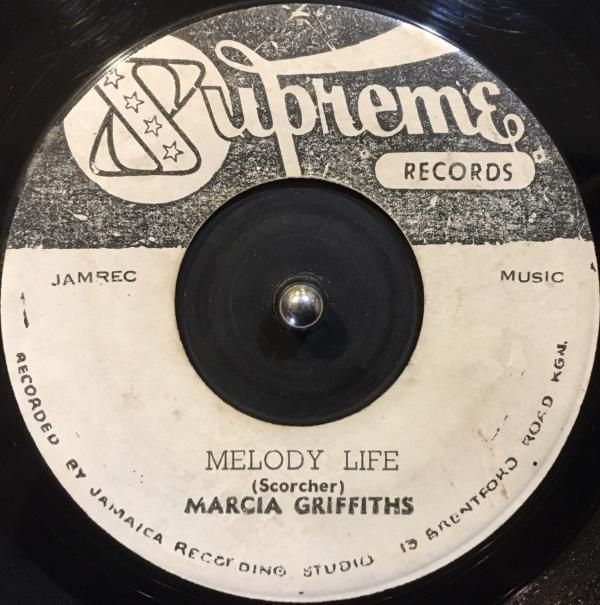 Supreme
RECORDS
JAMREC
MUSIC
MELODY LIFE
(Scorcher)
MARCIA GRIFFITHS
RECORDED BY JAMAICA RECORDING STUDIO 13 BRENTFORD ROAD KGN.